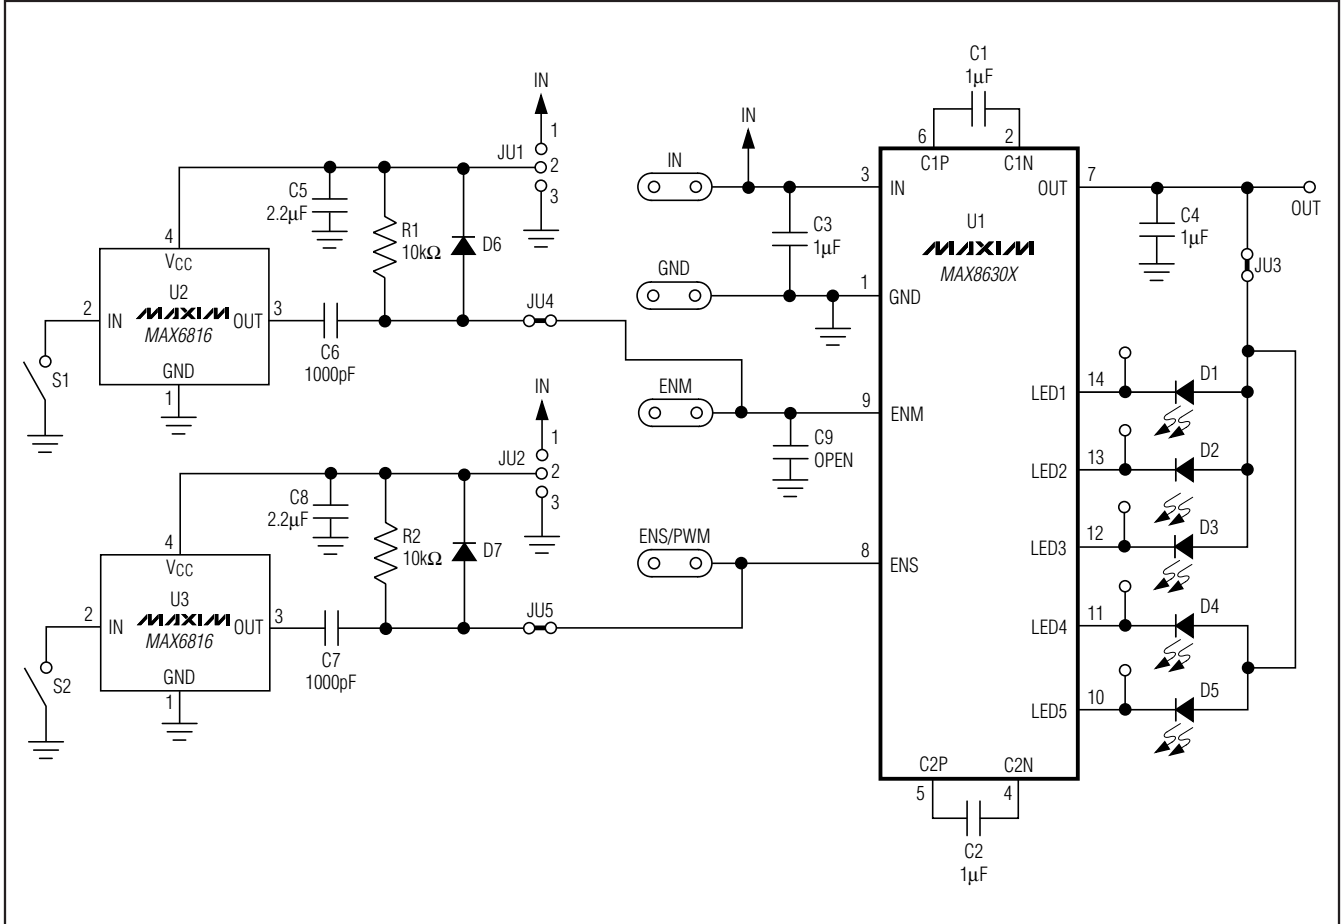 IN
1
JU1
2
3
C5
2.2µF
R1
10kΩ
D6
4
VCC
U2
MAXIM
MAX6816
2
IN
OUT
3
GND
1
S1
C6
1000pF
JU4
IN
1
JU2
2
3
C8
2.2µF
R2
10kΩ
D7
4
VCC
U3
MAXIM
MAX6816
2
IN
OUT
3
GND
1
S2
C7
1000pF
JU5
IN
IN
C3
1µF
GND
ENM
C9
OPEN
ENS/PWM
C1
1µF
6
2
C1P
C1N
3
IN
OUT
7
U1
MAXIM
MAX8630X
1
GND
9
ENM
8
ENS
LED1
14
LED2
13
LED3
12
LED4
11
LED5
10
C2P
C2N
5
4
C2
1µF
C4
1µF
OUT
JU3
D1
D2
D3
D4
D5